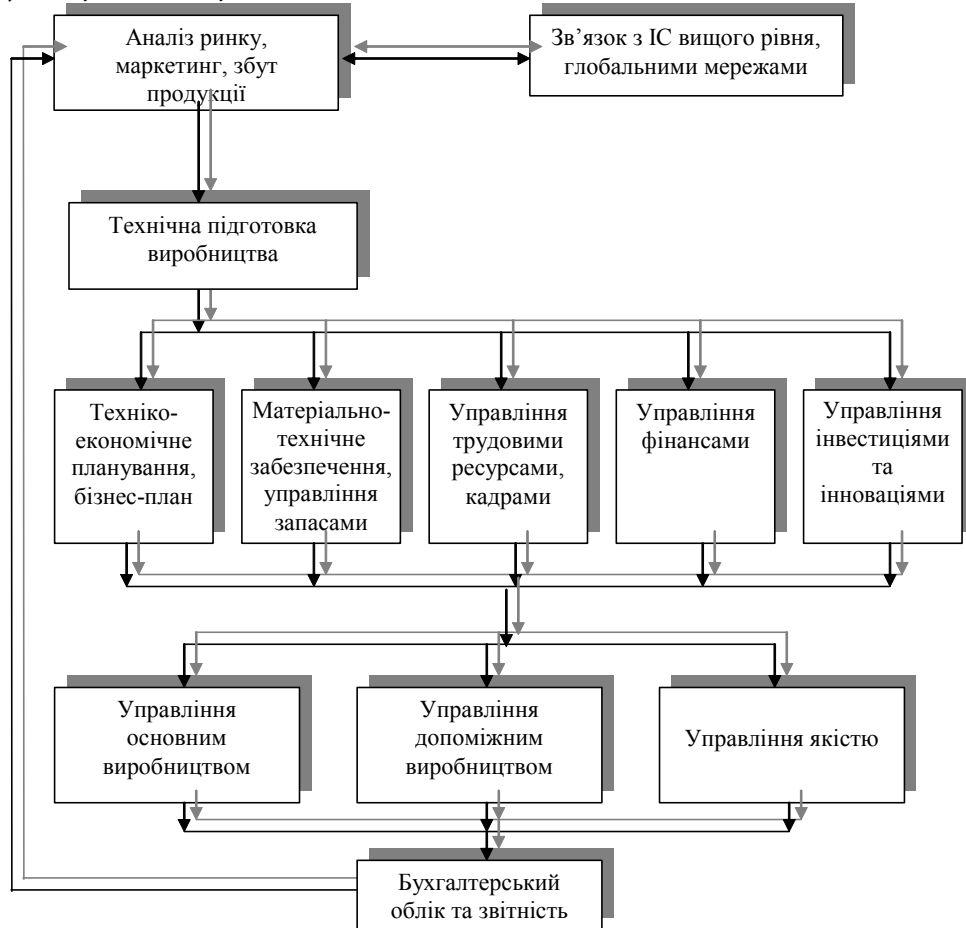 Аналіз ринку,
маркетинг, збут
продукції
Зв’язок з ІС вищого рівня,
глобальними мережами
Технічна підготовка
виробництва
Техніко-
економічне
планування,
бізнес-план
Матеріально-
технічне
забезпечення,
управління
запасами
Управління
трудовими
ресурсами,
кадрами
Управління
фінансами
Управління
інвестиціями
та
інноваціями
Управління
основним
виробництвом
Управління
допоміжним
виробництвом
Управління якістю
Бухгалтерський
облік та звітність